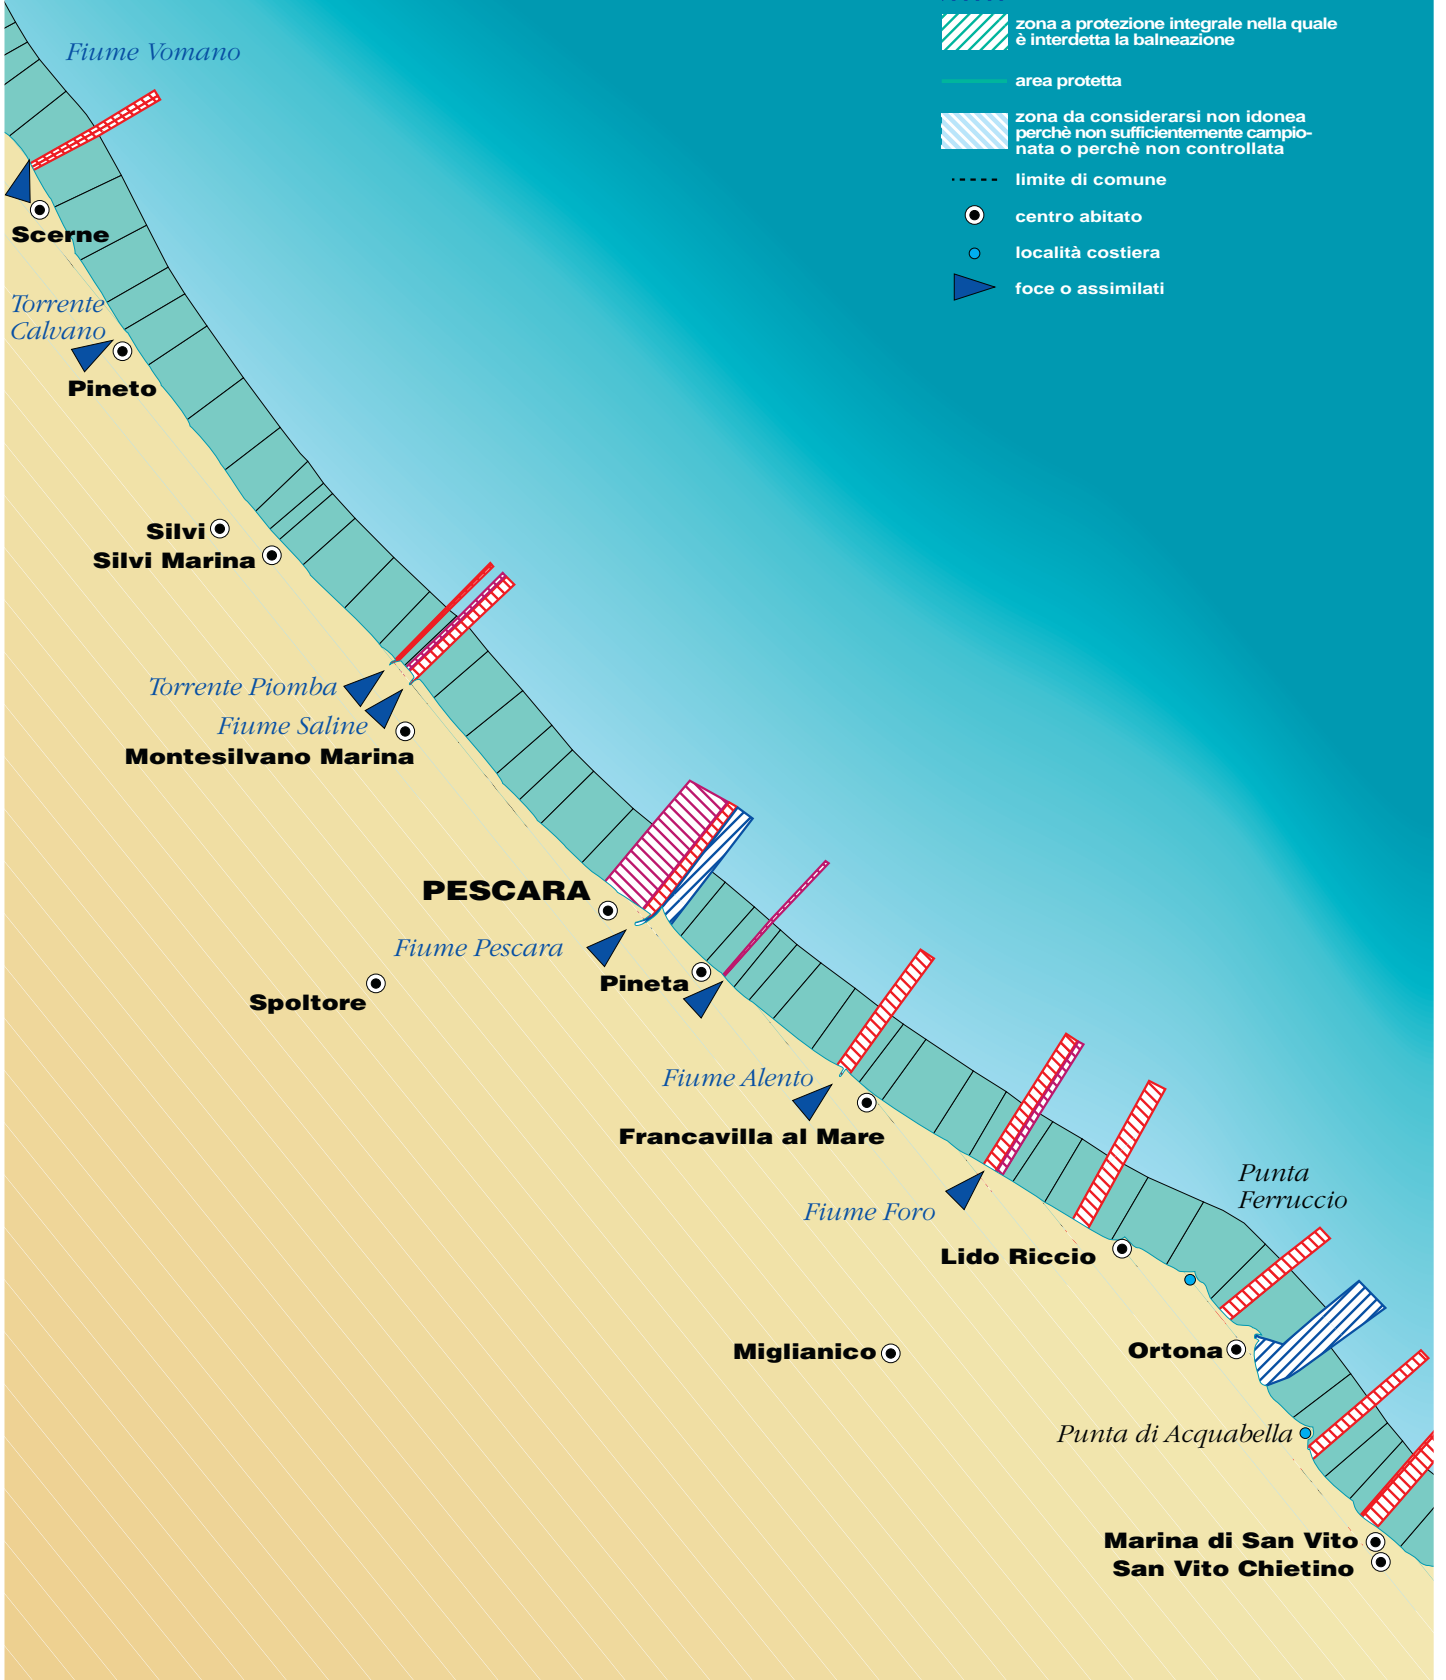 zona a protezione integrale nella quale
è interdetta la balneazione
area protetta
zona da considerarsi non idonea
perchè non sufficientemente campio-
nata o perchè non controllata
limite di comune
centro abitato
località costiera
foce o assimilati
Fiume Vomano
Scerne
Torrente
Calvano
Pineto
Silvi
Silvi Marina
Torrente Piomba
Fiume Saline
Montesilvano Marina
PESCARA
Fiume Pescara
Pineta
Spoltore
Fiume Alento
Francavilla al Mare
Punta
Ferruccio
Fiume Foro
Lido Riccio
Miglianico
Ortona
Punta di Acquabella
Marina di San Vito
San Vito Chietino